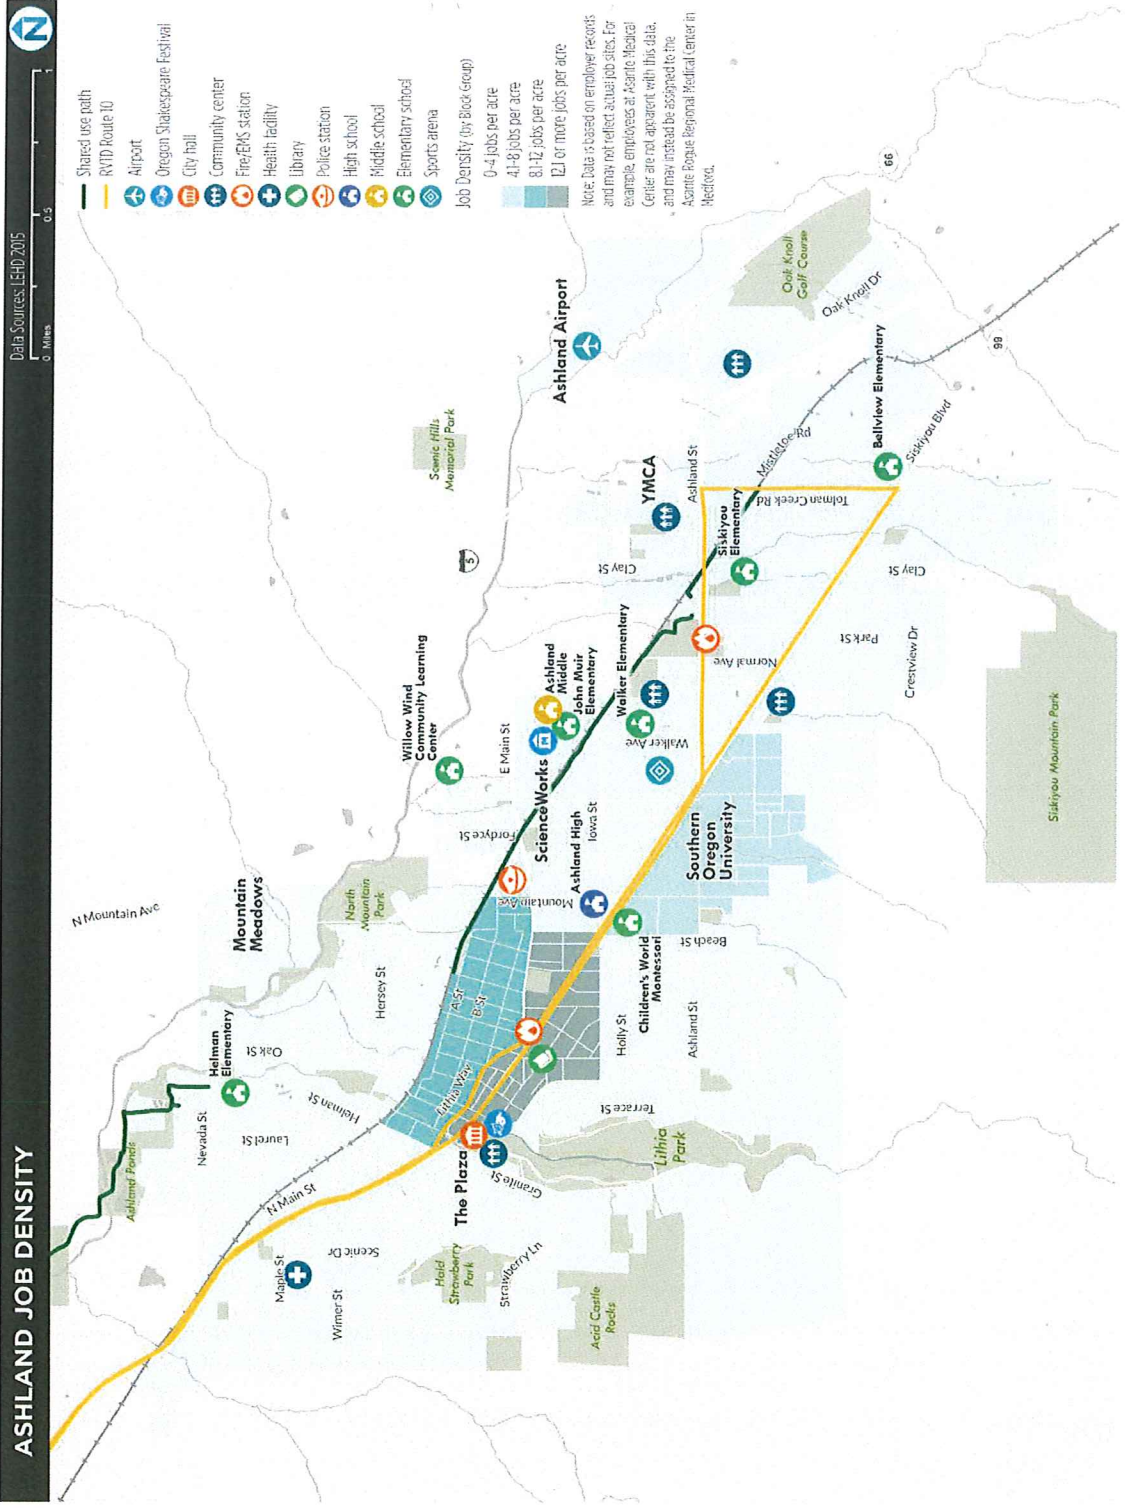 ASHLAND JOB DENSITY
Data Sources: LEHD 2015
0 Miles
0.5
1
N
Shared use path
RVTD Route 10
Airport
Oregon Shakespeare Festival
City hall
Community center
Fire/EMS station
Health facility
Library
Police station
High school
Middle school
Elementary school
Sports arena
Job Density (by Block Group)
0-4 jobs per acre
4.1-8 jobs per acre
8.1-12 jobs per acre
12.1 or more jobs per acre
Note: Data is based on employer records
and may not reflect actual job sites. For
example, employees at Asante Medical
Center are not apparent with this data,
and may instead be assigned to the
Asante Rogue Regional Medical Center in
Medford.
Ashland Ponds
Nevada St
Helman
Elementary
Laurel St
Oak St
Helman St
N Main St
Maple St
Scenic Dr
Wimer St
N Mountain Ave
Mountain
Meadows
North
Mountain
Park
Hersey St
Willow Wind
Community Learning
Center
5
Scenic Hills
Memorial Park
E Main St
Fordyce St
ScienceWorks
Ashland
Middle
John Muir
Elementary
Walker Elementary
Ashland Airport
YMCA
A St
B St
Lithia Way
Mountain Ave
Ashland High
Iowa St
Walker Ave
Clay St
Ashland St
Mistletoe Rd
The Plaza
Granite St
Hald
Strawberry
Park
Strawberry Ln
Acid Castle
Rocks
Terrace St
Lithia
Park
Holly St
Children's World
Montessori
Ashland St
Beach St
Southern
Oregon
University
Normal Ave
Siskiyou
Elementary
Tolman Creek Rd
Oak Knoll
Golf Course
Oak Knoll Dr
66
Park St
Clay St
Crestview Dr
Bellview Elementary
Siskiyou Blvd
99
Siskiyou Mountain Park